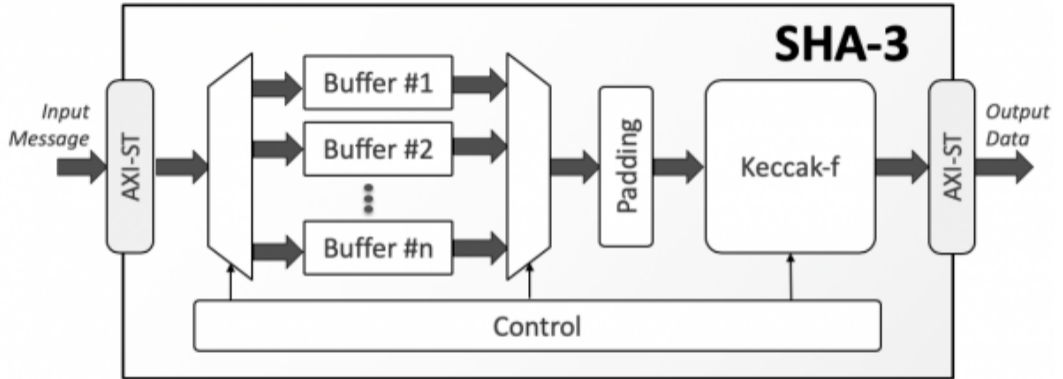 SHA-3
Input
Message
AXI-ST
Buffer #1
Buffer #2
Buffer #n
Padding
Keccak-f
AXI-ST
Output
Data
Control